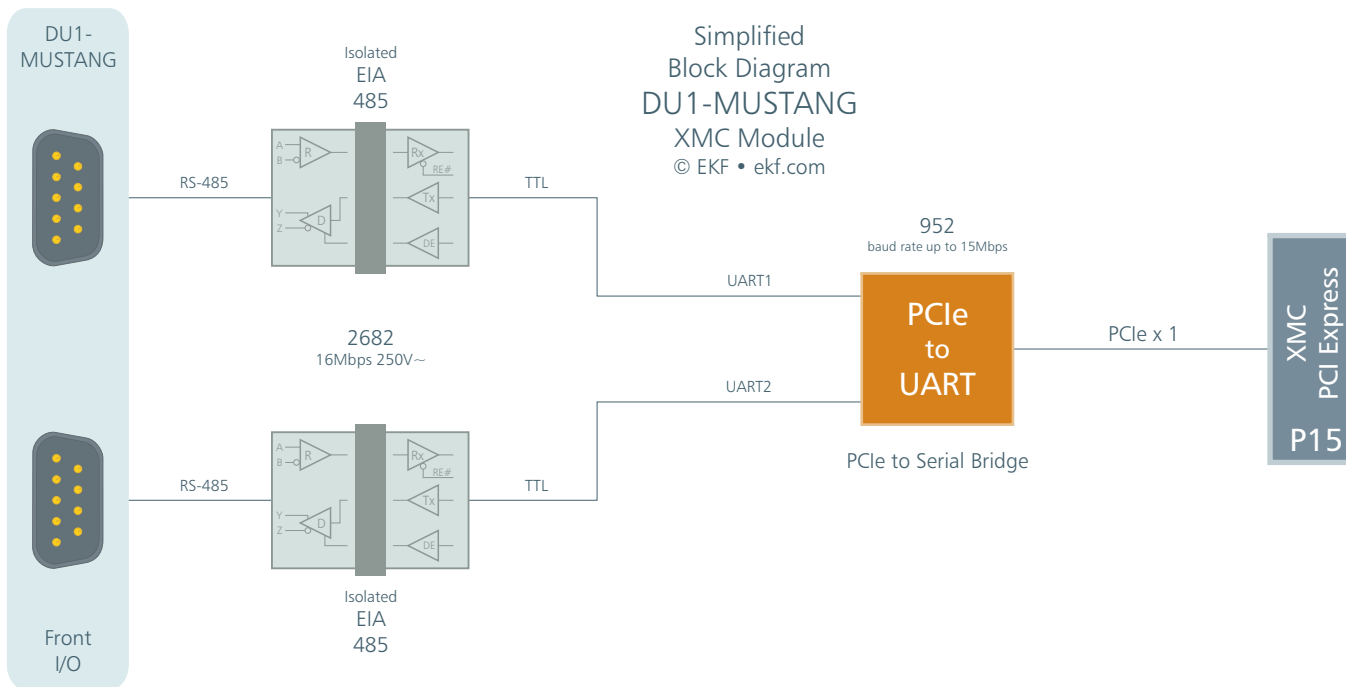 DU1-
MUSTANG
Front
I/O
Isolated
EIA
485
A
B
R
Rx
RE#
Y
Z
D
Tx
DE
RS-485
TTL
2682
16Mbps 250V~
A
B
R
Rx
RE#
Y
Z
D
Tx
DE
RS-485
TTL
Isolated
EIA
485
Simplified
Block Diagram
DU1-MUSTANG
XMC Module
© EKF • ekf.com
UART1
UART2
952
baud rate up to 15Mbps
PCIe
to
UART
PCIe to Serial Bridge
PCIe x 1
XMC
PCI Express
P15